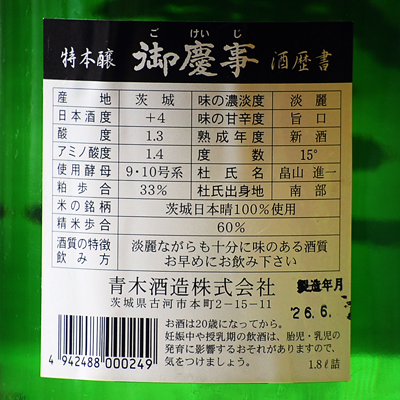 ご けいじ
特本醸 御慶事 酒歴書
産地 茨城 味の濃淡度 淡麗
日本酒度 +4 味の甘辛度 旨口
酸度 1.3 熟成年度 新酒
アミノ酸度 1.4 度数 15°
使用酵母 9・10号系 杜氏名 畠山 進一
粕歩合 33% 杜氏出身地 南部
米の銘柄 茨城日本晴100%使用
精米歩合 60%
酒質の特徴 淡麗ながらも十分に味のある酒質
飲み方 お早めにお飲み下さい
青木酒造株式会社
茨城県古河市本町2-15-11
製造年月
'26.6.
お酒は20歳になってから。
妊娠中や授乳期の飲酒は、胎児・乳児の
発育に影響するおそれがありますので、
気をつけましょう。
1.8ℓ詰
4 942488 000249